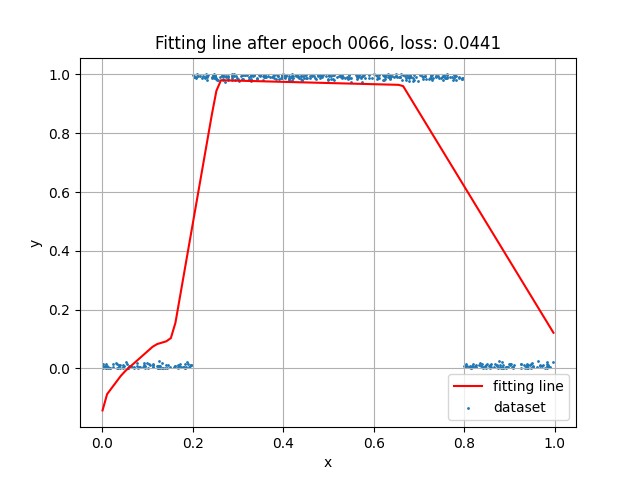 Fitting line after epoch 0066, loss: 0.0441
1.0
0.8
0.6
0.4
0.2
0.0
y
0.0 0.2 0.4 0.6 0.8 1.0
x
fitting line
dataset